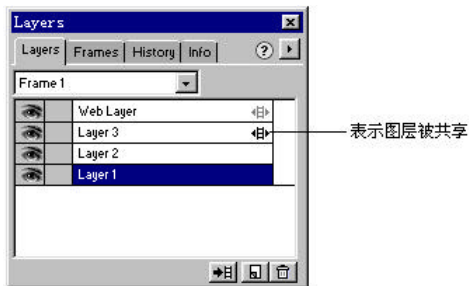 Layers
Layers Frames History Info ?
Frame 1
Web Layer
Layer 3
表示图层被共享
Layer 2
Layer 1